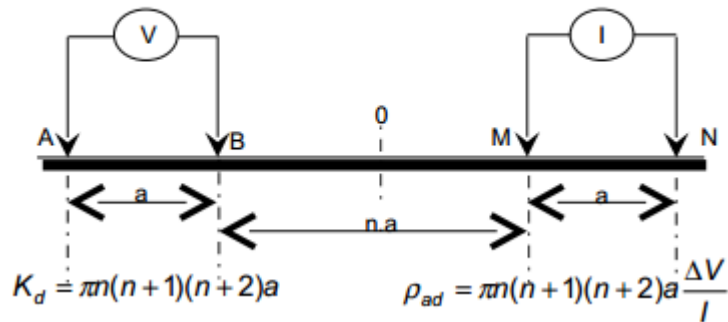 V I
0
A B M N
a a
n.a
K_d = πn(n+1)(n+2)a ρ_ad = πn(n+1)(n+2)a ΔV/I